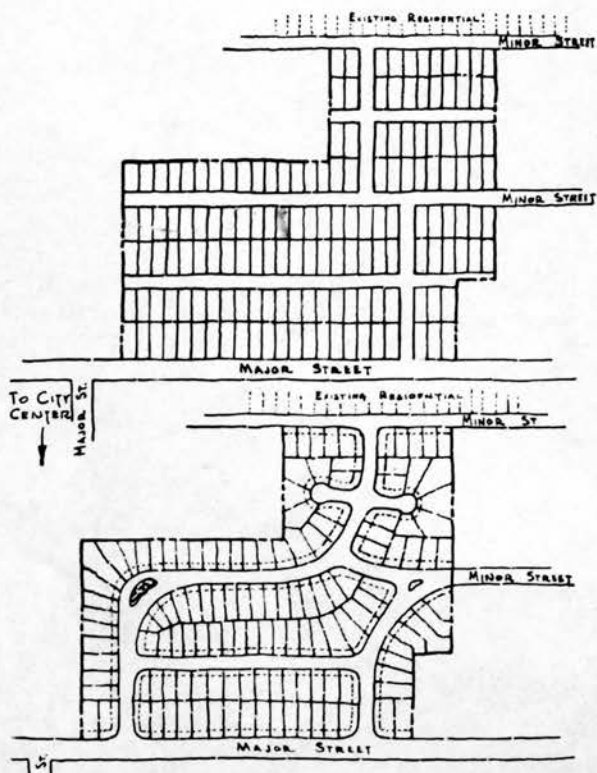 EXISTING RESIDENTIAL
MINOR STREET
MINOR STREET
MAJOR STREET
TO CITY
CENTER
MAJOR ST.
EXISTING RESIDENTIAL
MINOR ST.
MINOR STREET
MAJOR STREET
ST.